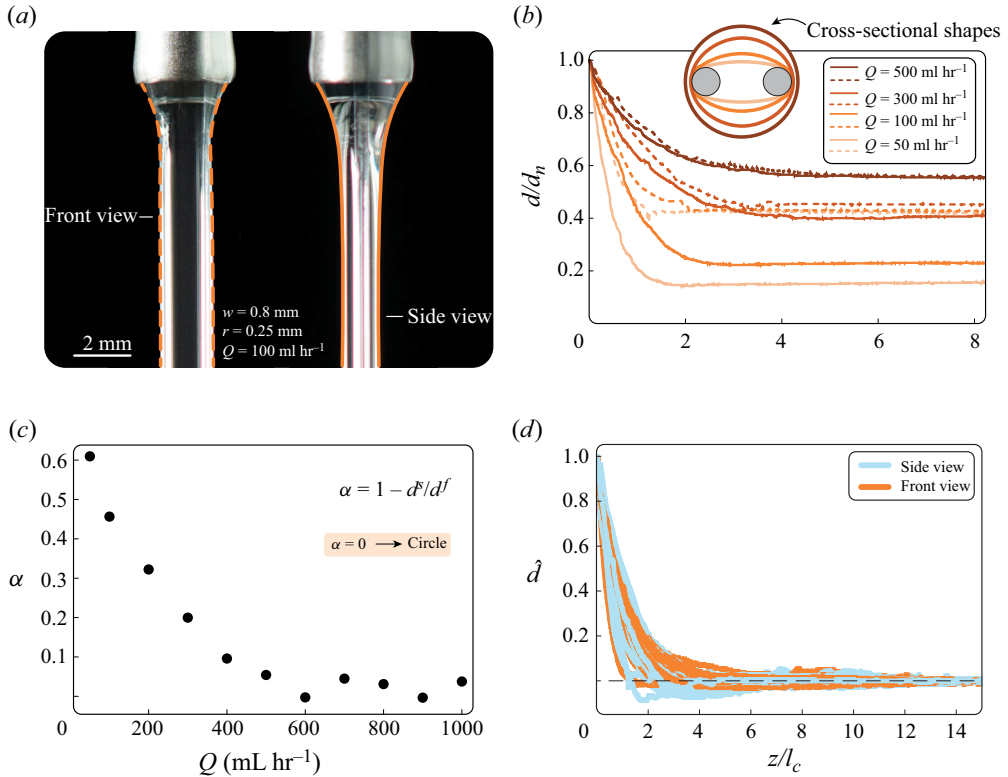 (a)
Front view
Side view
w = 0.8 mm
r = 0.25 mm
Q = 100 ml hr⁻¹
2 mm
(b)
Cross-sectional shapes
Q = 500 ml hr⁻¹
Q = 300 ml hr⁻¹
Q = 100 ml hr⁻¹
Q = 50 ml hr⁻¹
1.0
0.8
0.6
0.4
0.2
d/dₙ
0 2 4 6 8
(c)
0.6
0.5
0.4
0.3
0.2
0.1
α
α = 1 – dˢ/dᶠ
α = 0 ⟶ Circle
0 200 400 600 800 1000
Q (mL hr⁻¹)
(d)
Side view
Front view
1.0
0.8
0.6
0.4
0.2
d̂
0 2 4 6 8 10 12 14
z/l_c